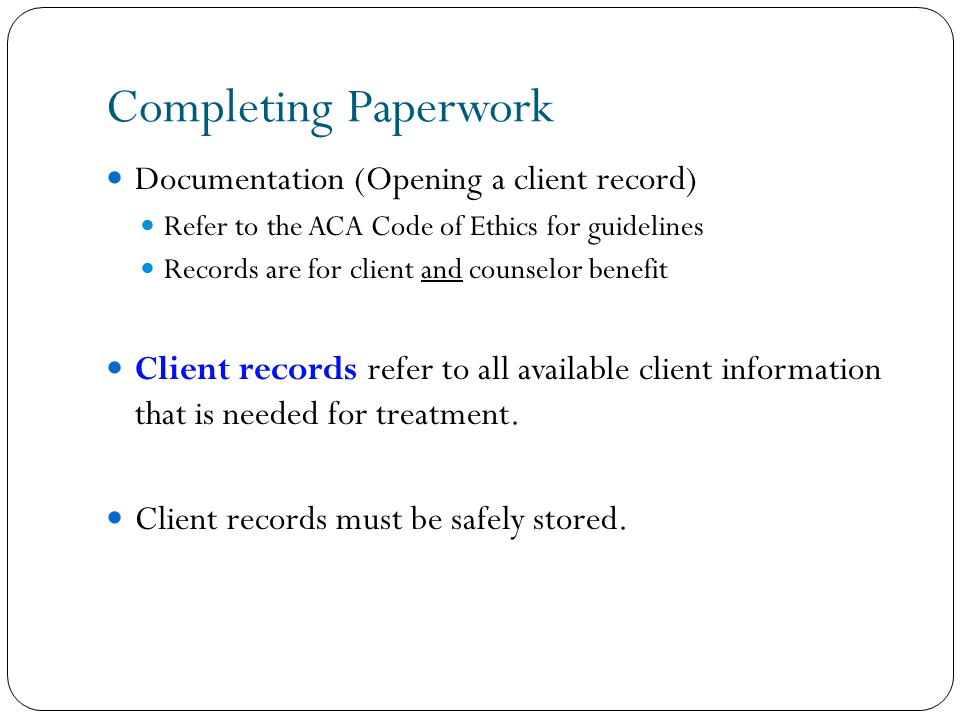 Completing Paperwork
Documentation (Opening a client record)
Refer to the ACA Code of Ethics for guidelines
Records are for client and counselor benefit
Client records refer to all available client information
that is needed for treatment.
Client records must be safely stored.